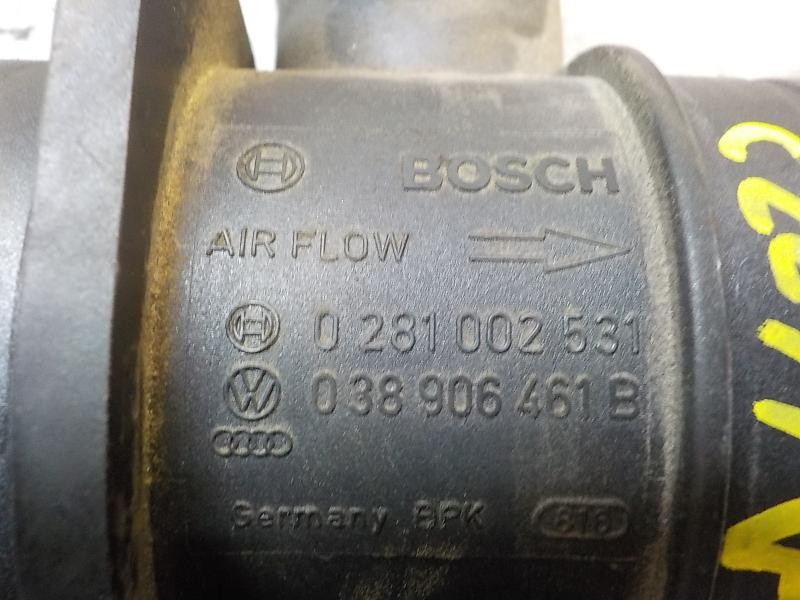 BOSCH
AIR FLOW
0 281 002 531
038 906 461 B
Germany BPK